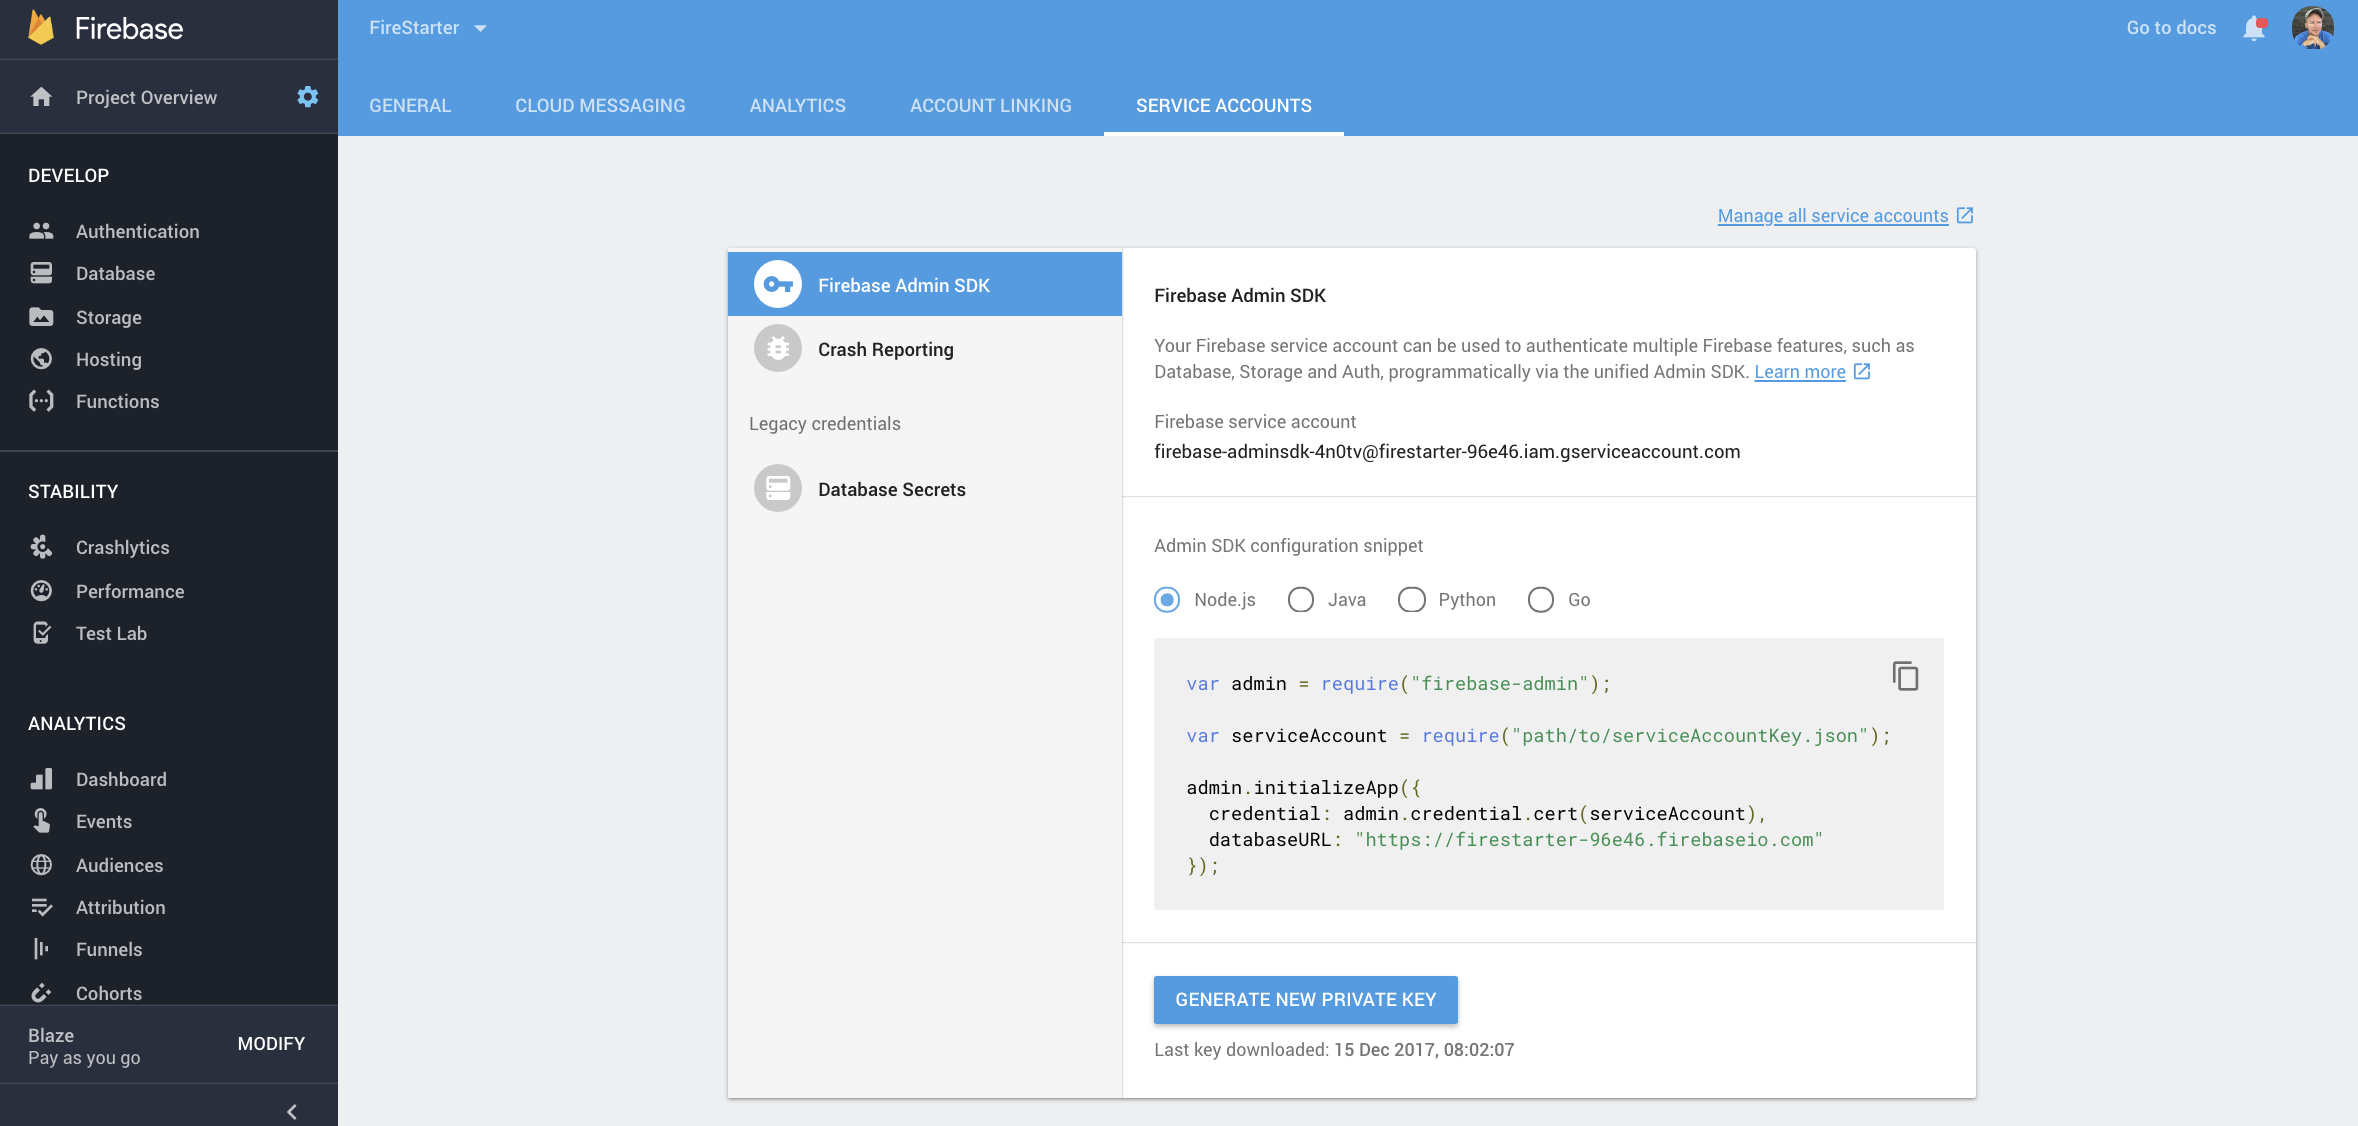 Firebase
FireStarter
Go to docs
Project Overview
GENERAL
CLOUD MESSAGING
ANALYTICS
ACCOUNT LINKING
SERVICE ACCOUNTS
DEVELOP
Authentication
Database
Storage
Hosting
Functions
STABILITY
Crashlytics
Performance
Test Lab
ANALYTICS
Dashboard
Events
Audiences
Attribution
Funnels
Cohorts
Blaze
Pay as you go
MODIFY
Manage all service accounts
Firebase Admin SDK
Crash Reporting
Legacy credentials
Database Secrets
Firebase Admin SDK
Your Firebase service account can be used to authenticate multiple Firebase features, such as
Database, Storage and Auth, programmatically via the unified Admin SDK. Learn more
Firebase service account
firebase-adminsdk-4n0tv@firestarter-96e46.iam.gserviceaccount.com
Admin SDK configuration snippet
Node.js
Java
Python
Go
var admin = require("firebase-admin");
var serviceAccount = require("path/to/serviceAccountKey.json");
admin.initializeApp({
  credential: admin.credential.cert(serviceAccount),
  databaseURL: "https://firestarter-96e46.firebaseio.com"
});
GENERATE NEW PRIVATE KEY
Last key downloaded: 15 Dec 2017, 08:02:07